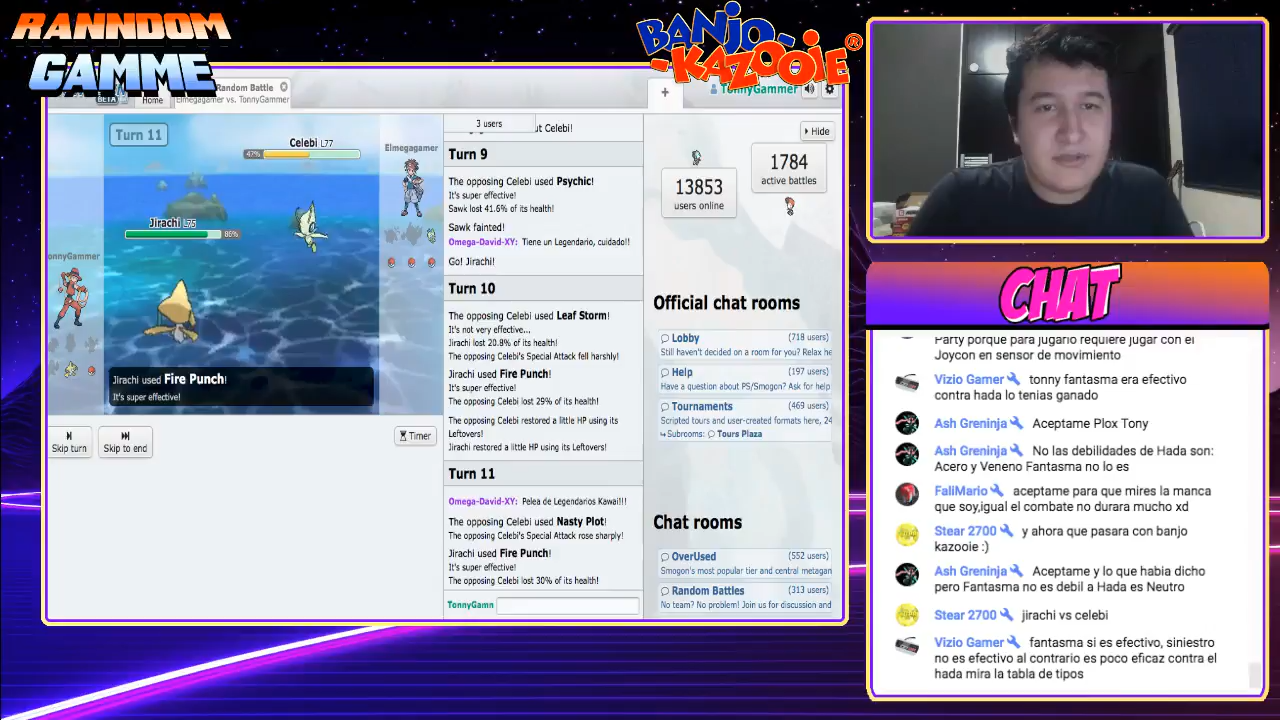 RANNDOM
GAMME
BETA
Home
Random Battle
Elmegagamer vs. TonnyGammer
BANJO-
-KAZOOIE®
+
TonnyGammer
Turn 11
Celebi L77
47%
Elmegagamer
Jirachi L75
86%
TonnyGammer
Jirachi used Fire Punch!
It's super effective!
Skip turn
Skip to end
Timer
3 users
ut Celebi!
Turn 9
The opposing Celebi used Psychic!
It's super effective!
Sawk lost 41.6% of its health!
Sawk fainted!
Omega-David-XY: Tiene un Legendario, cuidado!!
Go! Jirachi!
Turn 10
The opposing Celebi used Leaf Storm!
It's not very effective...
Jirachi lost 20.8% of its health!
The opposing Celebi's Special Attack fell harshly!
Jirachi used Fire Punch!
It's super effective!
The opposing Celebi lost 29% of its health!
The opposing Celebi restored a little HP using its
Leftovers!
Jirachi restored a little HP using its Leftovers!
Turn 11
Omega-David-XY: Pelea de Legendarios Kawai!!!
The opposing Celebi used Nasty Plot!
The opposing Celebi's Special Attack rose sharply!
Jirachi used Fire Punch!
It's super effective!
The opposing Celebi lost 30% of its health!
TonnyGamn
Hide
13853
users online
1784
active battles
Official chat rooms
Lobby (718 users)
Still haven't decided on a room for you? Relax he
Help (197 users)
Have a question about PS/Smogon? Ask for help
Tournaments (469 users)
Scripted tours and user-created formats here, 24
Subrooms: Tours Plaza
Chat rooms
OverUsed (552 users)
Smogon's most popular tier and central metagan
Random Battles (313 users)
No team? No problem! Join us for discussion and
CHAT
Party porque para jugarlo requiere jugar con el
Joycon en sensor de movimiento
Vizio Gamer tonny fantasma era efectivo
contra hada lo tenias ganado
Ash Greninja Aceptame Plox Tony
Ash Greninja No las debilidades de Hada son:
Acero y Veneno Fantasma no lo es
FaliMario aceptame para que mires la manca
que soy,igual el combate no durara mucho xd
Stear 2700 y ahora que pasara con banjo
kazooie :)
Ash Greninja Aceptame y lo que habia dicho
pero Fantasma no es debil a Hada es Neutro
Stear 2700 jirachi vs celebi
Vizio Gamer fantasma si es efectivo, siniestro
no es efectivo al contrario es poco eficaz contra el
hada mira la tabla de tipos